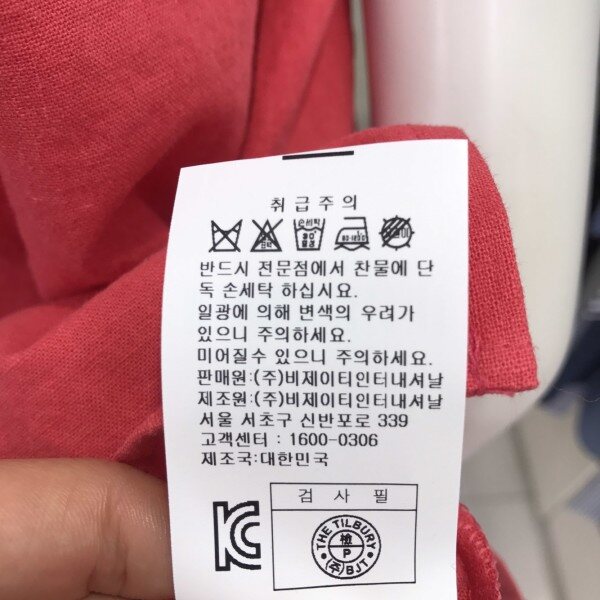 취급주의
손세탁
30
중성
80-120℃
반드시 전문점에서 찬물에 단
독 손세탁 하십시요.
일광에 의해 변색의 우려가
있으니 주의하세요.
미어질수 있으니 주의하세요.
판매원:(주)비제이티인터내셔날
제조원:(주)비제이티인터내셔날
서울 서초구 신반포로 339
고객센터 : 1600-0306
제조국:대한민국
검사필
THE TILBURY
檢
P
(주)BJT